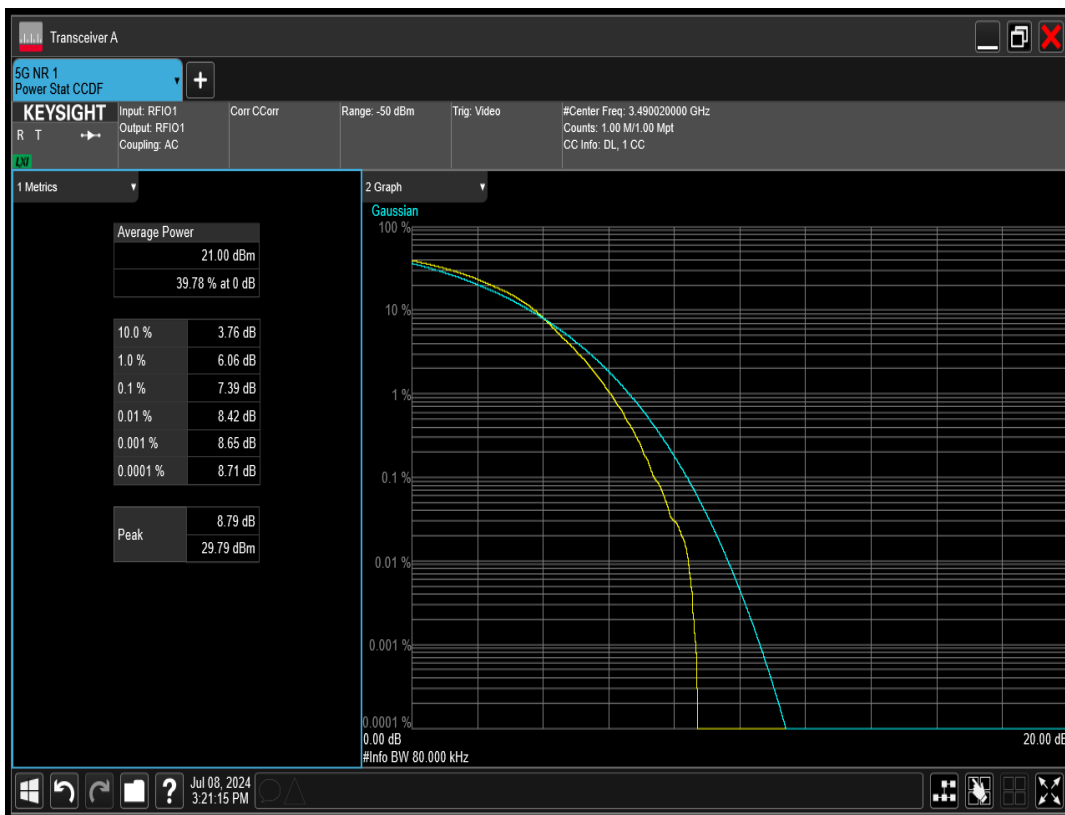 Transceiver A
5G NR 1
Power Stat CCDF
+
KEYSIGHT
R T
LXI
Input: RFIO1
Output: RFIO1
Coupling: AC
Corr CCorr
Range: -50 dBm
Trig: Video
#Center Freq: 3.490020000 GHz
Counts: 1.00 M/1.00 Mpt
CC Info: DL, 1 CC
1 Metrics
Average Power
21.00 dBm
39.78 % at 0 dB
10.0 % 3.76 dB
1.0 % 6.06 dB
0.1 % 7.39 dB
0.01 % 8.42 dB
0.001 % 8.65 dB
0.0001 % 8.71 dB
Peak
8.79 dB
29.79 dBm
2 Graph
Gaussian
100 %
10 %
1 %
0.1 %
0.01 %
0.001 %
0.0001 %
0.00 dB 20.00 dB
#Info BW 80.000 kHz
?
Jul 08, 2024
3:21:15 PM